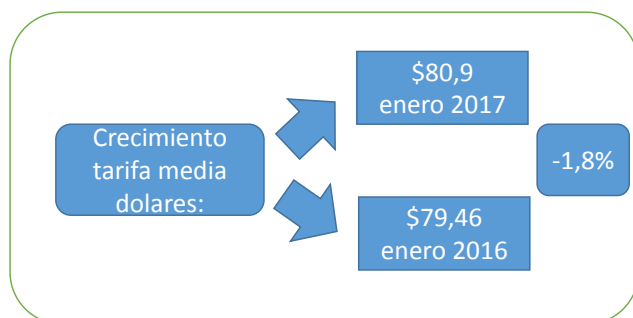 Crecimiento
tarifa media
dolares:
$80,9
enero 2017
$79,46
enero 2016
-1,8%